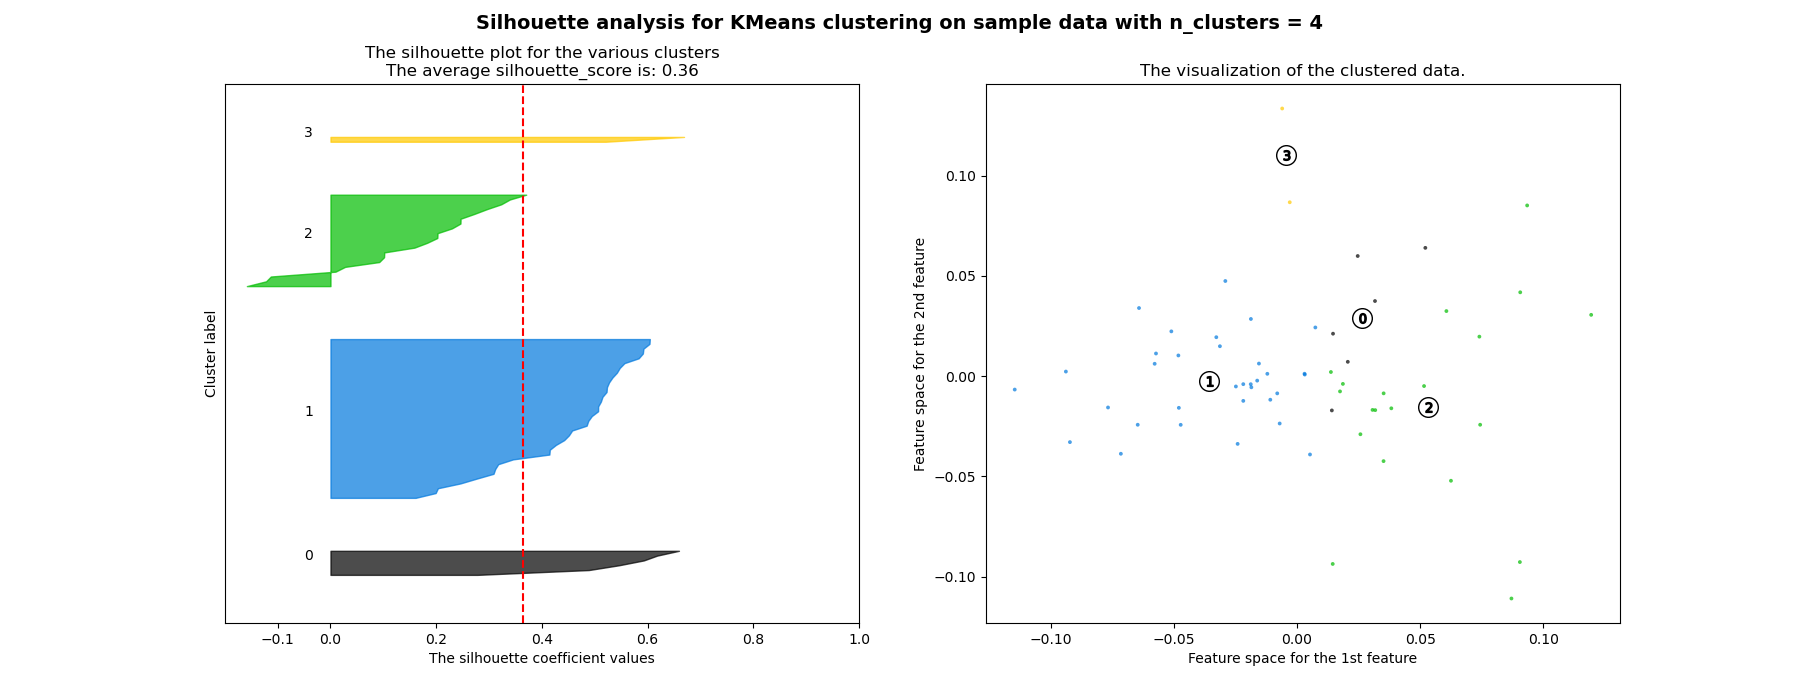 Silhouette analysis for KMeans clustering on sample data with n_clusters = 4
The silhouette plot for the various clusters
The average silhouette_score is: 0.36
3
2
1
0
Cluster label
−0.1 0.0 0.2 0.4 0.6 0.8 1.0
The silhouette coefficient values
The visualization of the clustered data.
0.10
0.05
0.00
−0.05
−0.10
Feature space for the 2nd feature
3
0
1
2
−0.10 −0.05 0.00 0.05 0.10
Feature space for the 1st feature